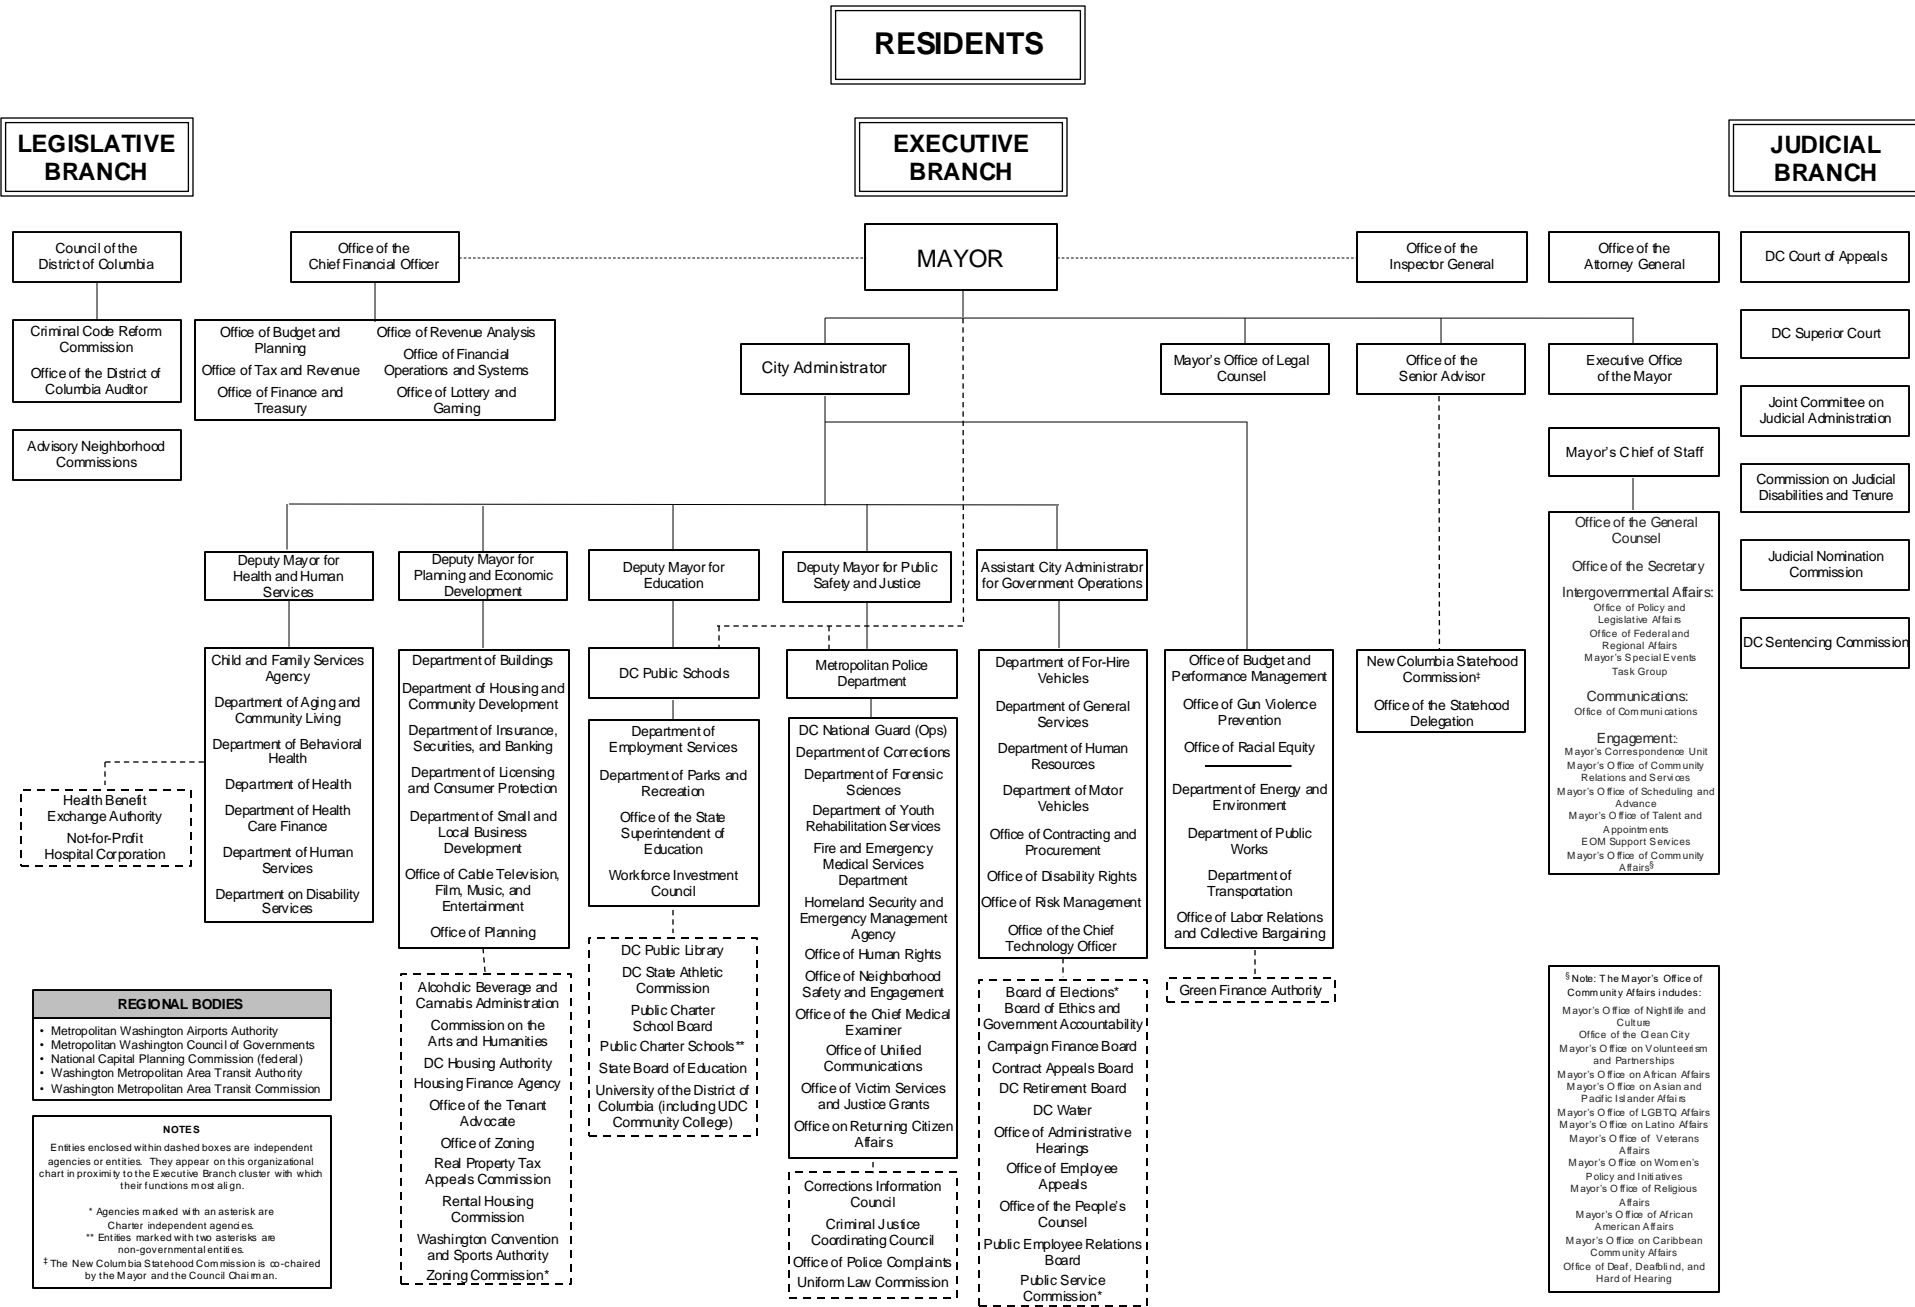 RESIDENTS
LEGISLATIVE
BRANCH
EXECUTIVE
BRANCH
JUDICIAL
BRANCH
Council of the
District of Columbia
Office of the
Chief Financial Officer
MAYOR
Office of the
Inspector General
Office of the
Attorney General
DC Court of Appeals
Criminal Code Reform
Commission
Office of the District of
Columbia Auditor
Advisory Neighborhood
Commissions
Office of Budget and
Planning
Office of Tax and Revenue
Office of Finance and
Treasury
Office of Revenue Analysis
Office of Financial
Operations and Systems
Office of Lottery and
Gaming
City Administrator
Mayor's Office of Legal
Counsel
Office of the
Senior Advisor
Executive Office
of the Mayor
Mayor's Chief of Staff
DC Superior Court
Joint Committee on
Judicial Administration
Commission on Judicial
Disabilities and Tenure
Judicial Nomination
Commission
DC Sentencing Commission
Deputy Mayor for
Health and Human
Services
Deputy Mayor for
Planning and Economic
Development
Deputy Mayor for
Education
Deputy Mayor for Public
Safety and Justice
Assistant City Administrator
for Government Operations
Child and Family Services
Agency
Department of Aging and
Community Living
Department of Behavioral
Health
Department of Health
Department of Health
Care Finance
Department of Human
Services
Department on Disability
Services
Health Benefit
Exchange Authority
Not-for-Profit
Hospital Corporation
Department of Buildings
Department of Housing and
Community Development
Department of Insurance,
Securities, and Banking
Department of Licensing
and Consumer Protection
Department of Small and
Local Business
Development
Office of Cable Television,
Film, Music, and
Entertainment
Office of Planning
Alcoholic Beverage and
Cannabis Administration
Commission on the
Arts and Humanities
DC Housing Authority
Housing Finance Agency
Office of the Tenant
Advocate
Office of Zoning
Real Property Tax
Appeals Commission
Rental Housing
Commission
Washington Convention
and Sports Authority
Zoning Commission*
DC Public Schools
Department of
Employment Services
Department of Parks and
Recreation
Office of the State
Superintendent of
Education
Workforce Investment
Council
DC Public Library
DC State Athletic
Commission
Public Charter
School Board
Public Charter Schools**
State Board of Education
University of the District of
Columbia (including UDC
Community College)
Metropolitan Police
Department
DC National Guard (Ops)
Department of Corrections
Department of Forensic
Sciences
Department of Youth
Rehabilitation Services
Fire and Emergency
Medical Services
Department
Homeland Security and
Emergency Management
Agency
Office of Human Rights
Office of Neighborhood
Safety and Engagement
Office of the Chief Medical
Examiner
Office of Unified
Communications
Office of Victim Services
and Justice Grants
Office on Returning Citizen
Affairs
Corrections Information
Council
Criminal Justice
Coordinating Council
Office of Police Complaints
Uniform Law Commission
Department of For-Hire
Vehicles
Department of General
Services
Department of Human
Resources
Department of Motor
Vehicles
Office of Contracting and
Procurement
Office of Disability Rights
Office of Risk Management
Office of the Chief
Technology Officer
Board of Elections*
Board of Ethics and
Government Accountability
Campaign Finance Board
Contract Appeals Board
DC Retirement Board
DC Water
Office of Administrative
Hearings
Office of Employee
Appeals
Office of the People's
Counsel
Public Employee Relations
Board
Public Service
Commission*
Office of Budget and
Performance Management
Office of Gun Violence
Prevention
Office of Racial Equity
Department of Energy and
Environment
Department of Public
Works
Department of
Transportation
Office of Labor Relations
and Collective Bargaining
Green Finance Authority
New Columbia Statehood
Commission‡
Office of the Statehood
Delegation
Office of the General
Counsel
Office of the Secretary
Intergovernmental Affairs:
Office of Policy and
Legislative Affairs
Office of Federal and
Regional Affairs
Mayor's Special Events
Task Group
Communications:
Office of Communications
Engagement:
Mayor's Correspondence Unit
Mayor's Office of Community
Relations and Services
Mayor's Office of Scheduling and
Advance
Mayor's Office of Talent and
Appointments
EOM Support Services
Mayor's Office of Community
Affairs§
§ Note: The Mayor's Office of
Community Affairs includes:
Mayor's Office of Nightlife and
Culture
Office of the Clean City
Mayor's Office on Volunteerism
and Partnerships
Mayor's Office on African Affairs
Mayor's Office on Asian and
Pacific Islander Affairs
Mayor's Office of LGBTQ Affairs
Mayor's Office on Latino Affairs
Mayor's Office of Veterans
Affairs
Mayor's Office on Women's
Policy and Initiatives
Mayor's Office of Religious
Affairs
Mayor's Office of African
American Affairs
Mayor's Office on Caribbean
Community Affairs
Office of Deaf, Deafblind, and
Hard of Hearing
REGIONAL BODIES
• Metropolitan Washington Airports Authority
• Metropolitan Washington Council of Governments
• National Capital Planning Commission (federal)
• Washington Metropolitan Area Transit Authority
• Washington Metropolitan Area Transit Commission
NOTES
Entities enclosed within dashed boxes are independent
agencies or entities. They appear on this organizational
chart in proximity to the Executive Branch cluster with which
their functions most align.
* Agencies marked with an asterisk are
Charter independent agencies.
** Entities marked with two asterisks are
non-governmental entities.
‡ The New Columbia Statehood Commission is co-chaired
by the Mayor and the Council Chairman.